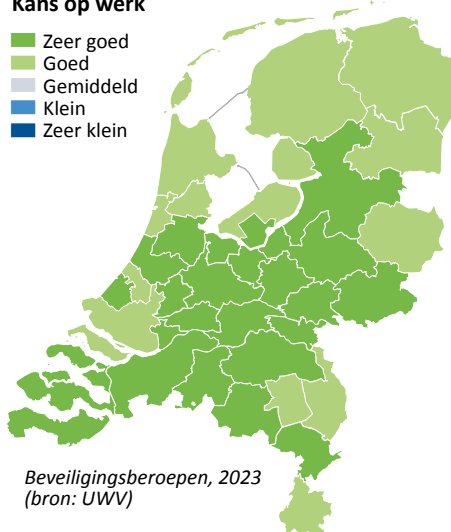 Kans op werk
Zeer goed
Goed
Gemiddeld
Klein
Zeer klein
Beveiligingsberoepen, 2023
(bron: UWV)